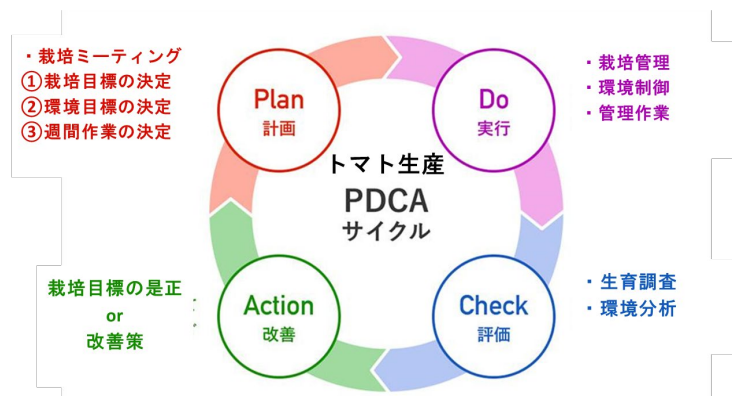 ・栽培ミーティング
①栽培目標の決定
②環境目標の決定
③週間作業の決定
Plan
計画
Do
実行
・栽培管理
・環境制御
・管理作業
トマト生産
PDCA
サイクル
栽培目標の是正
or
改善策
Action
改善
Check
評価
・生育調査
・環境分析